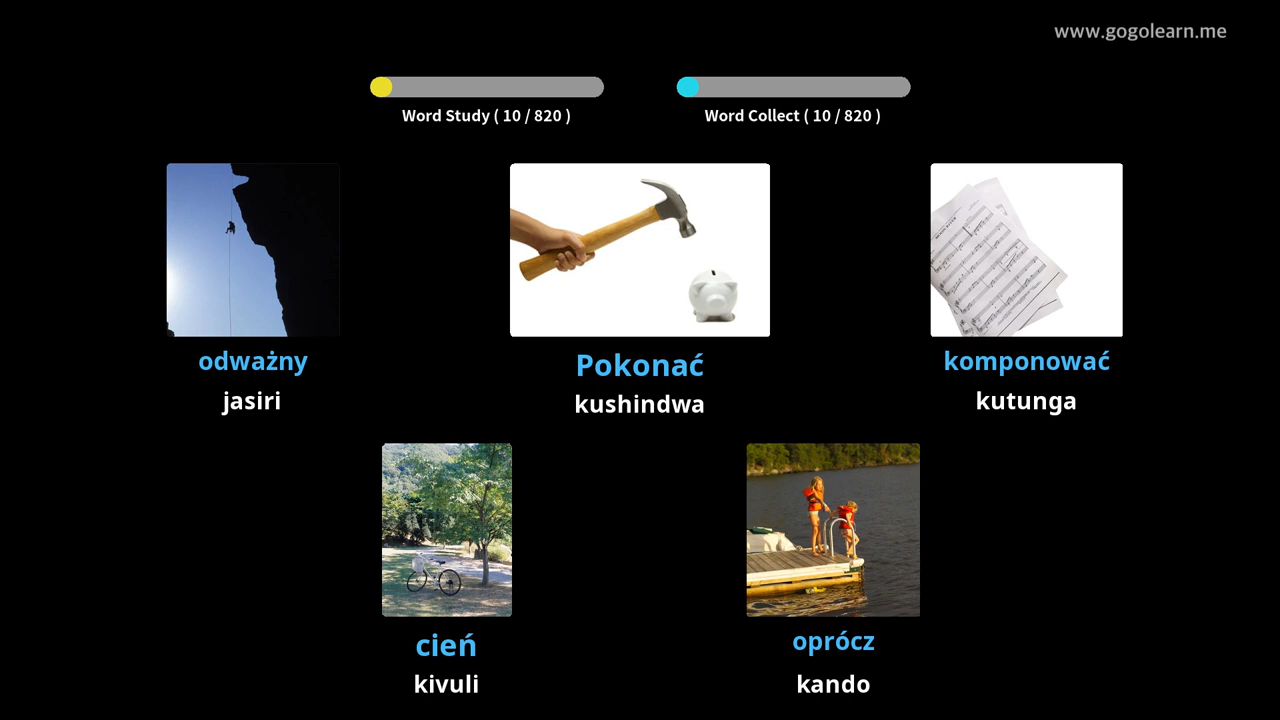 www.gogolearn.me
Word Study ( 10 / 820 )
Word Collect ( 10 / 820 )
odważny
jasiri
Pokonać
kushindwa
komponować
kutunga
cień
kivuli
oprócz
kando